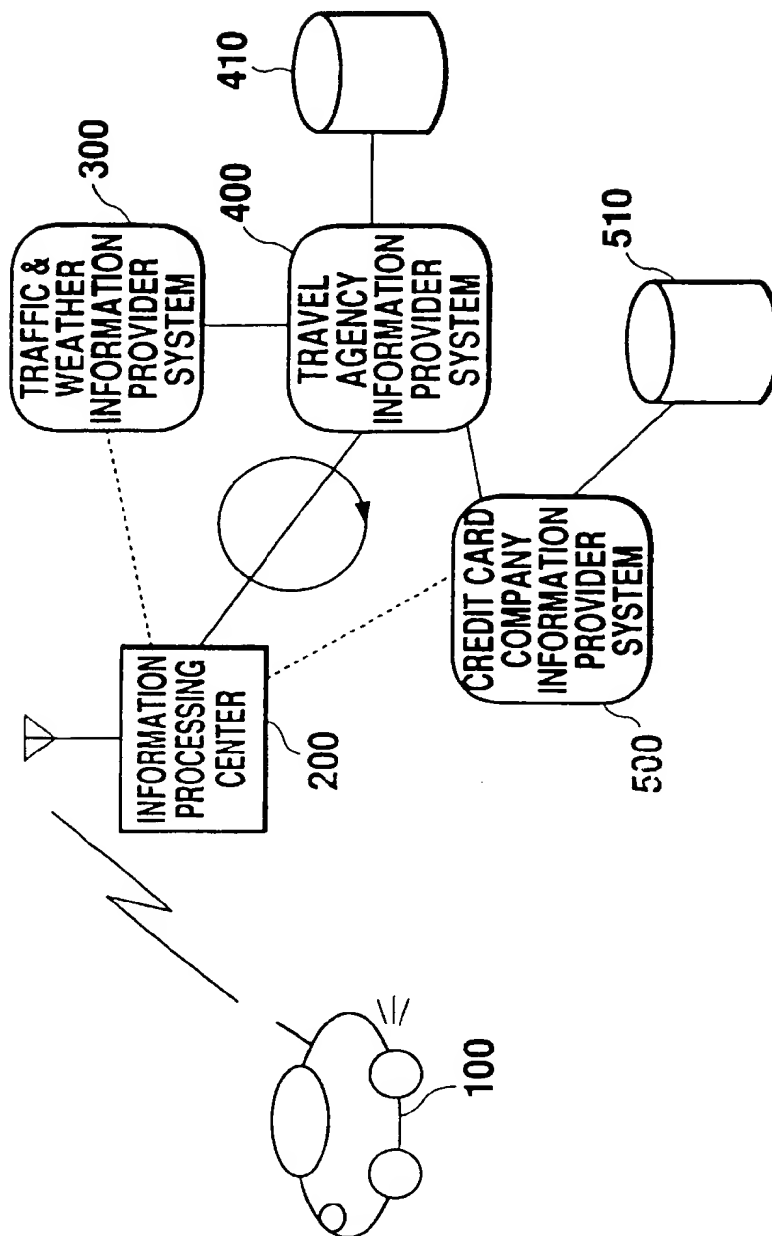 100
INFORMATION
PROCESSING
CENTER
200
TRAFFIC &
WEATHER
INFORMATION
PROVIDER
SYSTEM
300
TRAVEL
AGENCY
INFORMATION
PROVIDER
SYSTEM
400
410
CREDIT CARD
COMPANY
INFORMATION
PROVIDER
SYSTEM
500
510